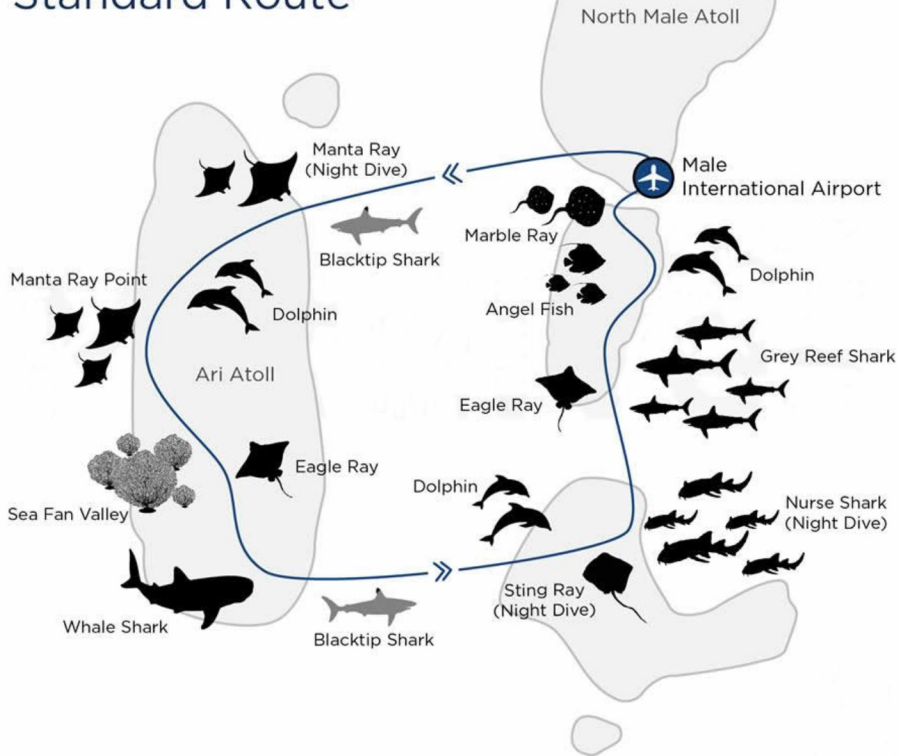 Standard Route
North Male Atoll
Manta Ray
(Night Dive)
Male
International Airport
Marble Ray
Blacktip Shark
Dolphin
Manta Ray Point
Dolphin
Angel Fish
Grey Reef Shark
Ari Atoll
Eagle Ray
Eagle Ray
Dolphin
Nurse Shark
(Night Dive)
Sea Fan Valley
Sting Ray
(Night Dive)
Whale Shark
Blacktip Shark